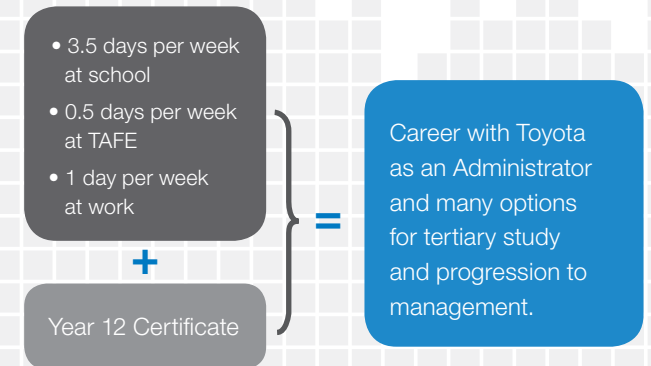 • 3.5 days per week
at school
• 0.5 days per week
at TAFE
• 1 day per week
at work
+
Year 12 Certificate
=
Career with Toyota
as an Administrator
and many options
for tertiary study
and progression to
management.